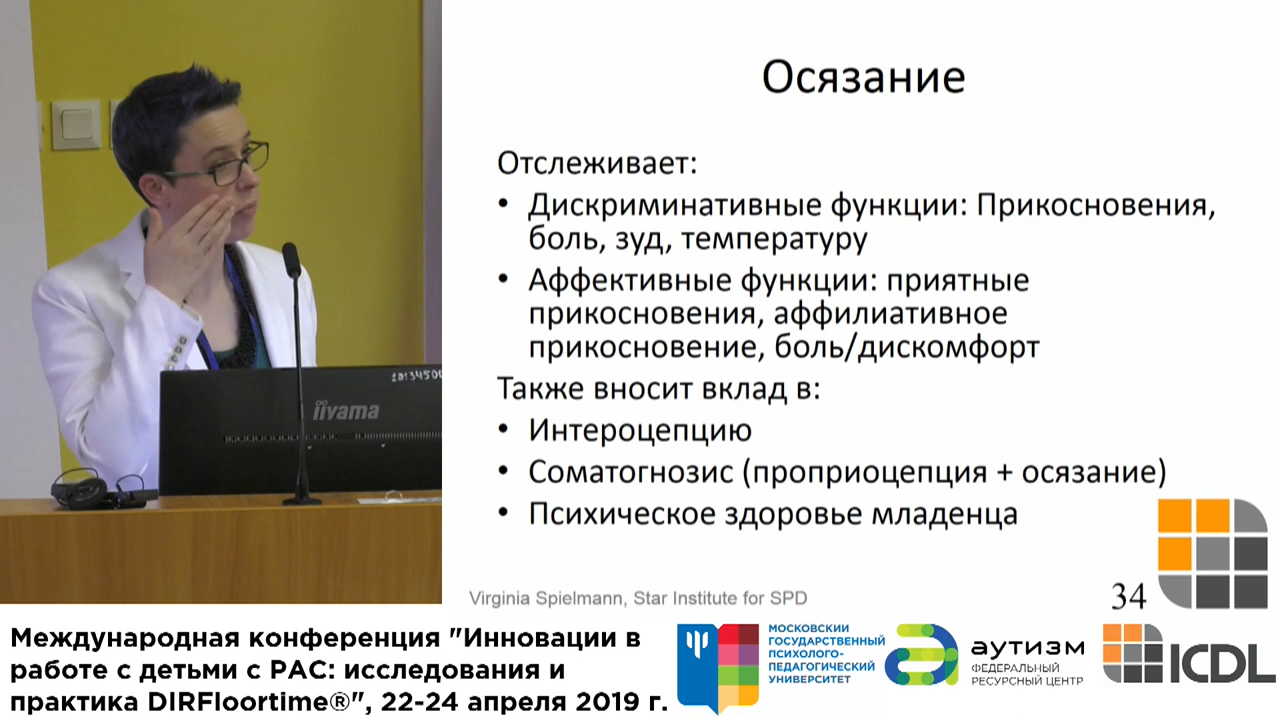 Осязание
Отслеживает:
• Дискриминативные функции: Прикосновения,
боль, зуд, температуру
• Аффективные функции: приятные
прикосновения, аффилиативное
прикосновение, боль/дискомфорт
Также вносит вклад в:
• Интероцепцию
• Соматогнозис (проприоцепция + осязание)
• Психическое здоровье младенца
Virginia Spielmann, Star Institute for SPD
34
iiyama
Международная конференция "Инновации в
работе с детьми с РАС: исследования и
практика DIRFloortime®", 22-24 апреля 2019 г.
МОСКОВСКИЙ
ГОСУДАРСТВЕННЫЙ
ПСИХОЛОГО-
ПЕДАГОГИЧЕСКИЙ
УНИВЕРСИТЕТ
аутизм
ФЕДЕРАЛЬНЫЙ
РЕСУРСНЫЙ ЦЕНТР
ICDL